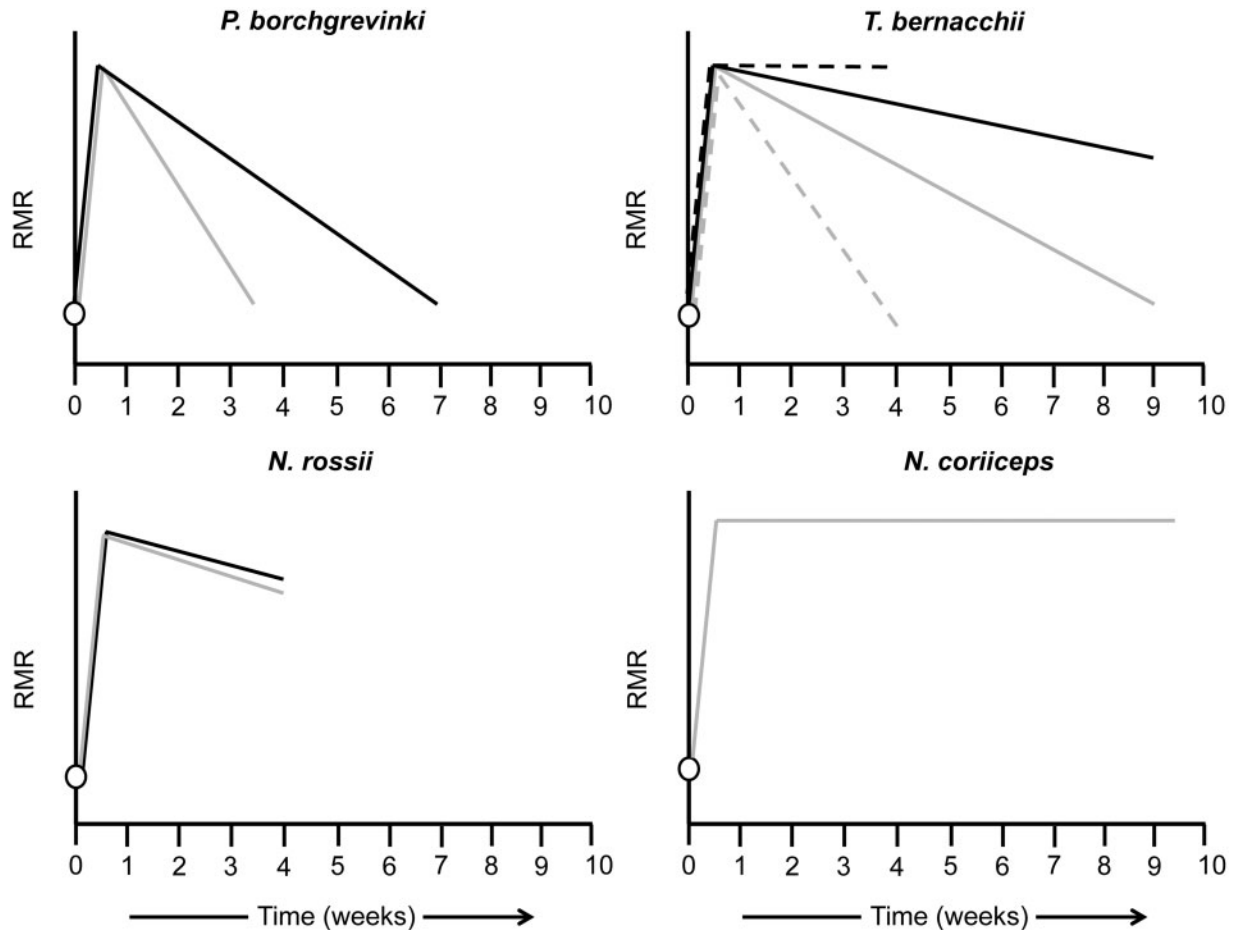 P. borchgrevinki
RMR
0 1 2 3 4 5 6 7 8 9 10
T. bernacchii
RMR
0 1 2 3 4 5 6 7 8 9 10
N. rossii
RMR
0 1 2 3 4 5 6 7 8 9 10
Time (weeks)
N. coriiceps
RMR
0 1 2 3 4 5 6 7 8 9 10
Time (weeks)